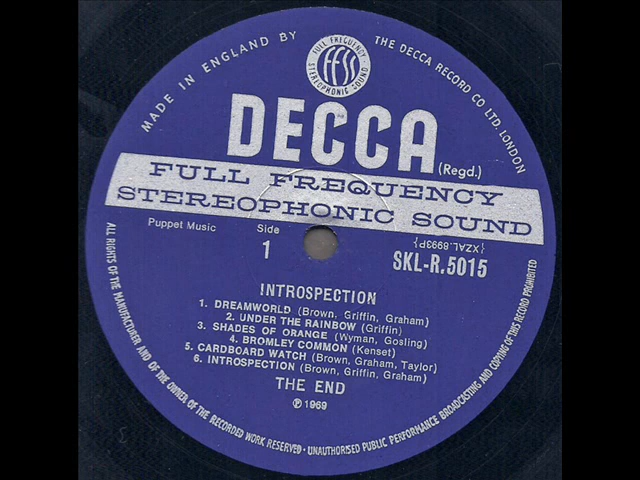 MADE IN ENGLAND BY
THE DECCA RECORD CO LTD. LONDON
FULL FREQUENCY
ffss
STEREOPHONIC SOUND
DECCA
(Regd.)
FULL FREQUENCY
STEREOPHONIC SOUND
Puppet Music
Side
1
{XZAL.8993P}
SKL-R.5015
INTROSPECTION
1. DREAMWORLD (Brown, Griffin, Graham)
2. UNDER THE RAINBOW (Griffin)
3. SHADES OF ORANGE (Wyman, Gosling)
4. BROMLEY COMMON (Kenset)
5. CARDBOARD WATCH (Brown, Graham, Taylor)
6. INTROSPECTION (Brown, Griffin, Graham)
THE END
Ⓟ 1969
ALL RIGHTS OF THE MANUFACTURER AND OF THE OWNER OF THE RECORDED WORK RESERVED · UNAUTHORISED PUBLIC PERFORMANCE BROADCASTING AND COPYING OF THIS RECORD PROHIBITED